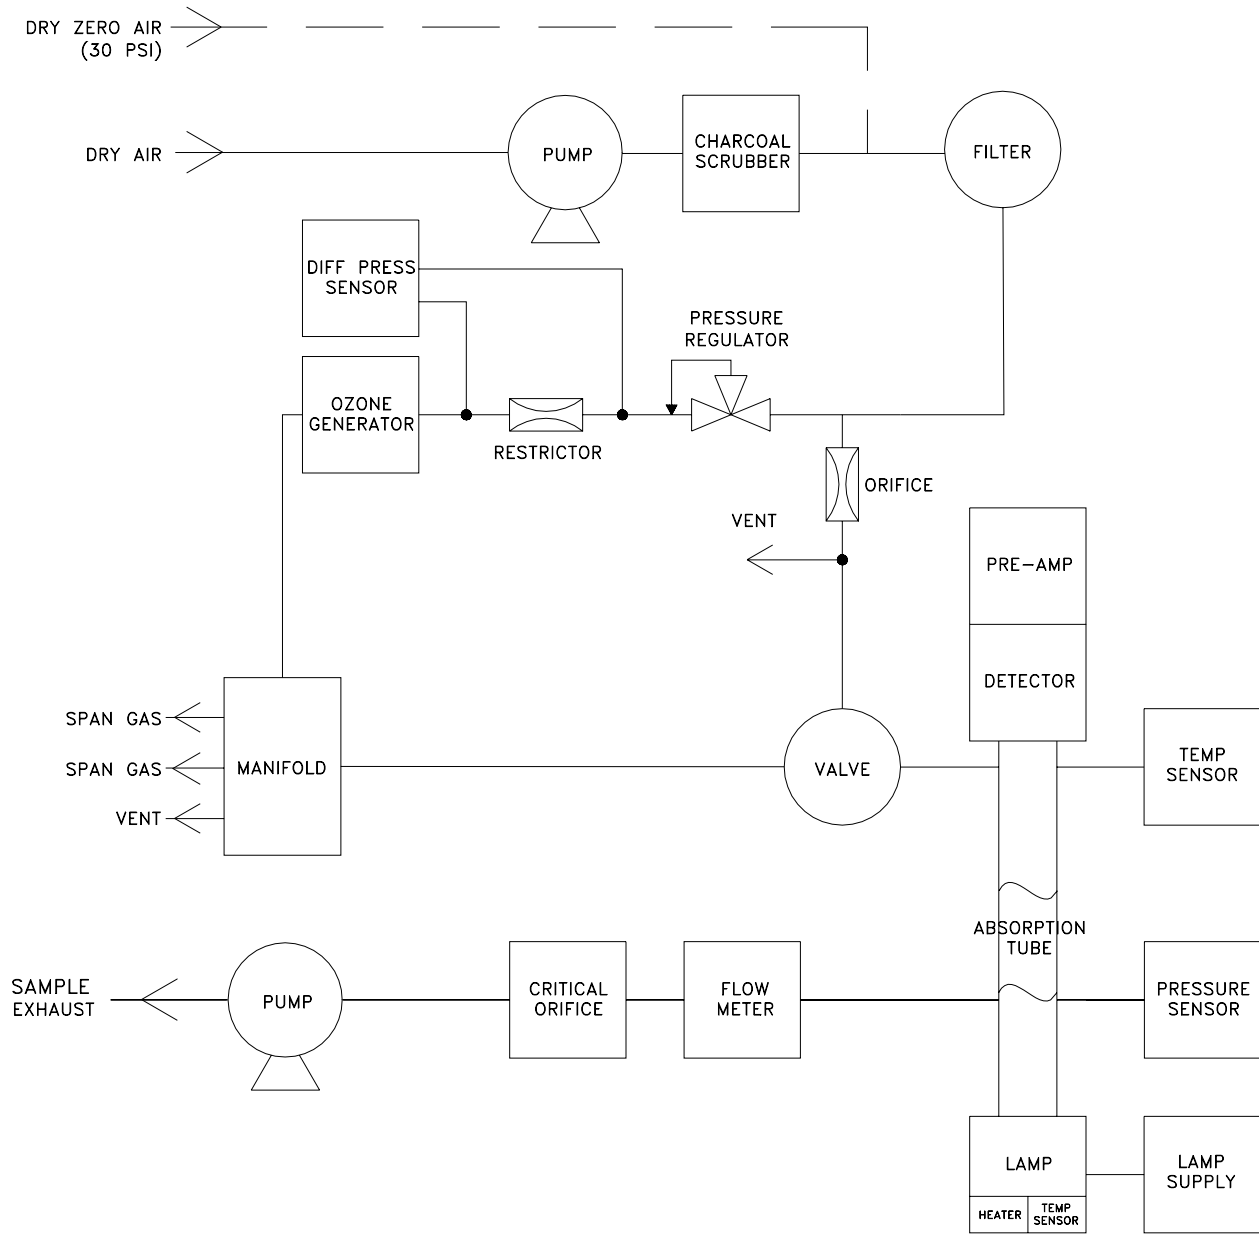 DRY ZERO AIR
(30 PSI)
DRY AIR
PUMP
CHARCOAL
SCRUBBER
FILTER
DIFF PRESS
SENSOR
PRESSURE
REGULATOR
OZONE
GENERATOR
RESTRICTOR
ORIFICE
VENT
PRE-AMP
DETECTOR
SPAN GAS
SPAN GAS
VENT
MANIFOLD
VALVE
TEMP
SENSOR
ABSORPTION
TUBE
SAMPLE
EXHAUST
PUMP
CRITICAL
ORIFICE
FLOW
METER
PRESSURE
SENSOR
LAMP
HEATER
TEMP
SENSOR
LAMP
SUPPLY